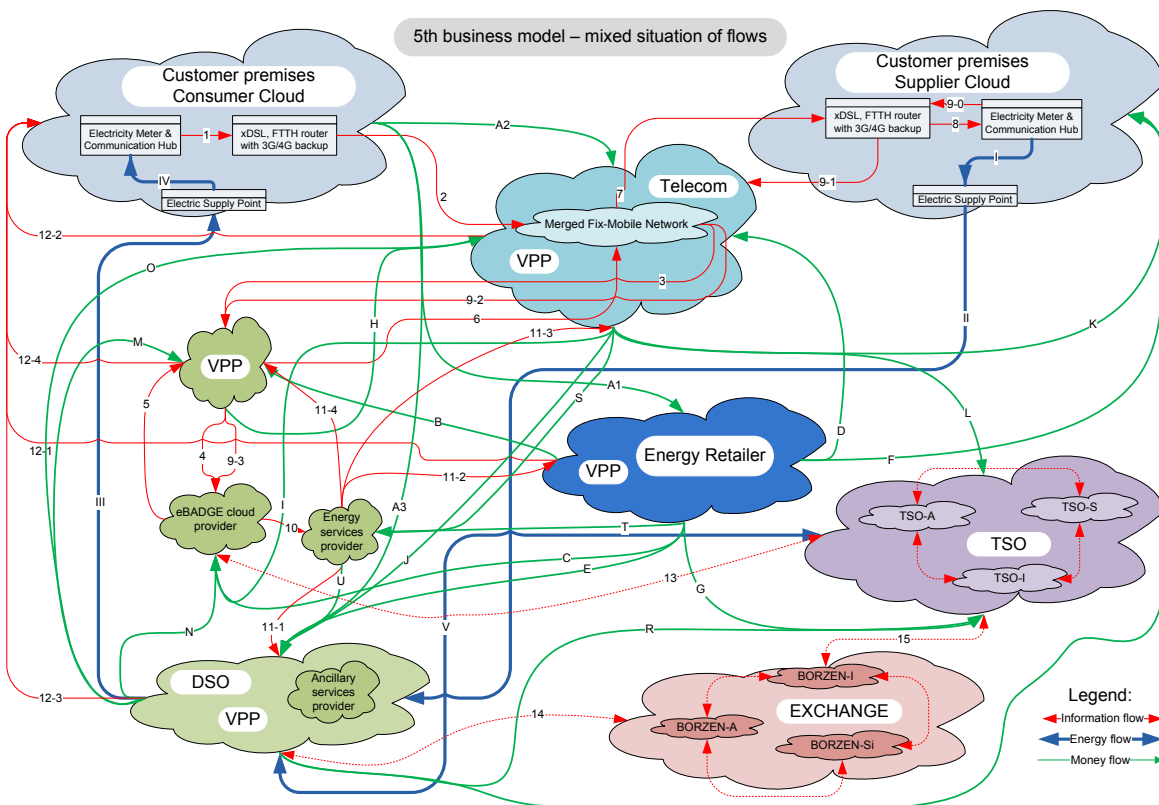 5th business model – mixed situation of flows
Customer premises
Consumer Cloud
Electricity Meter &
Communication Hub
1
xDSL, FTTH router
with 3G/4G backup
IV
Electric Supply Point
A2
2
Customer premises
Supplier Cloud
xDSL, FTTH router
with 3G/4G backup
9-0
8
Electricity Meter &
Communication Hub
I
Electric Supply Point
9-1
Telecom
7
Merged Fix-Mobile Network
VPP
12-2
O
3
9-2
H
6
11-3
II
K
M
12-4
VPP
5
11-4
B
A1
S
D
L
F
12-1
4
9-3
Energy Retailer
VPP
11-2
III
eBADGE cloud
provider
10
I
Energy
services
provider
A3
T
TSO-A
TSO-S
TSO
TSO-I
U
J
C
E
13
G
N
11-1
V
R
15
DSO
VPP
Ancillary
services
provider
12-3
14
BORZEN-I
EXCHANGE
BORZEN-A
BORZEN-Si
Legend:
Information flow
Energy flow
Money flow